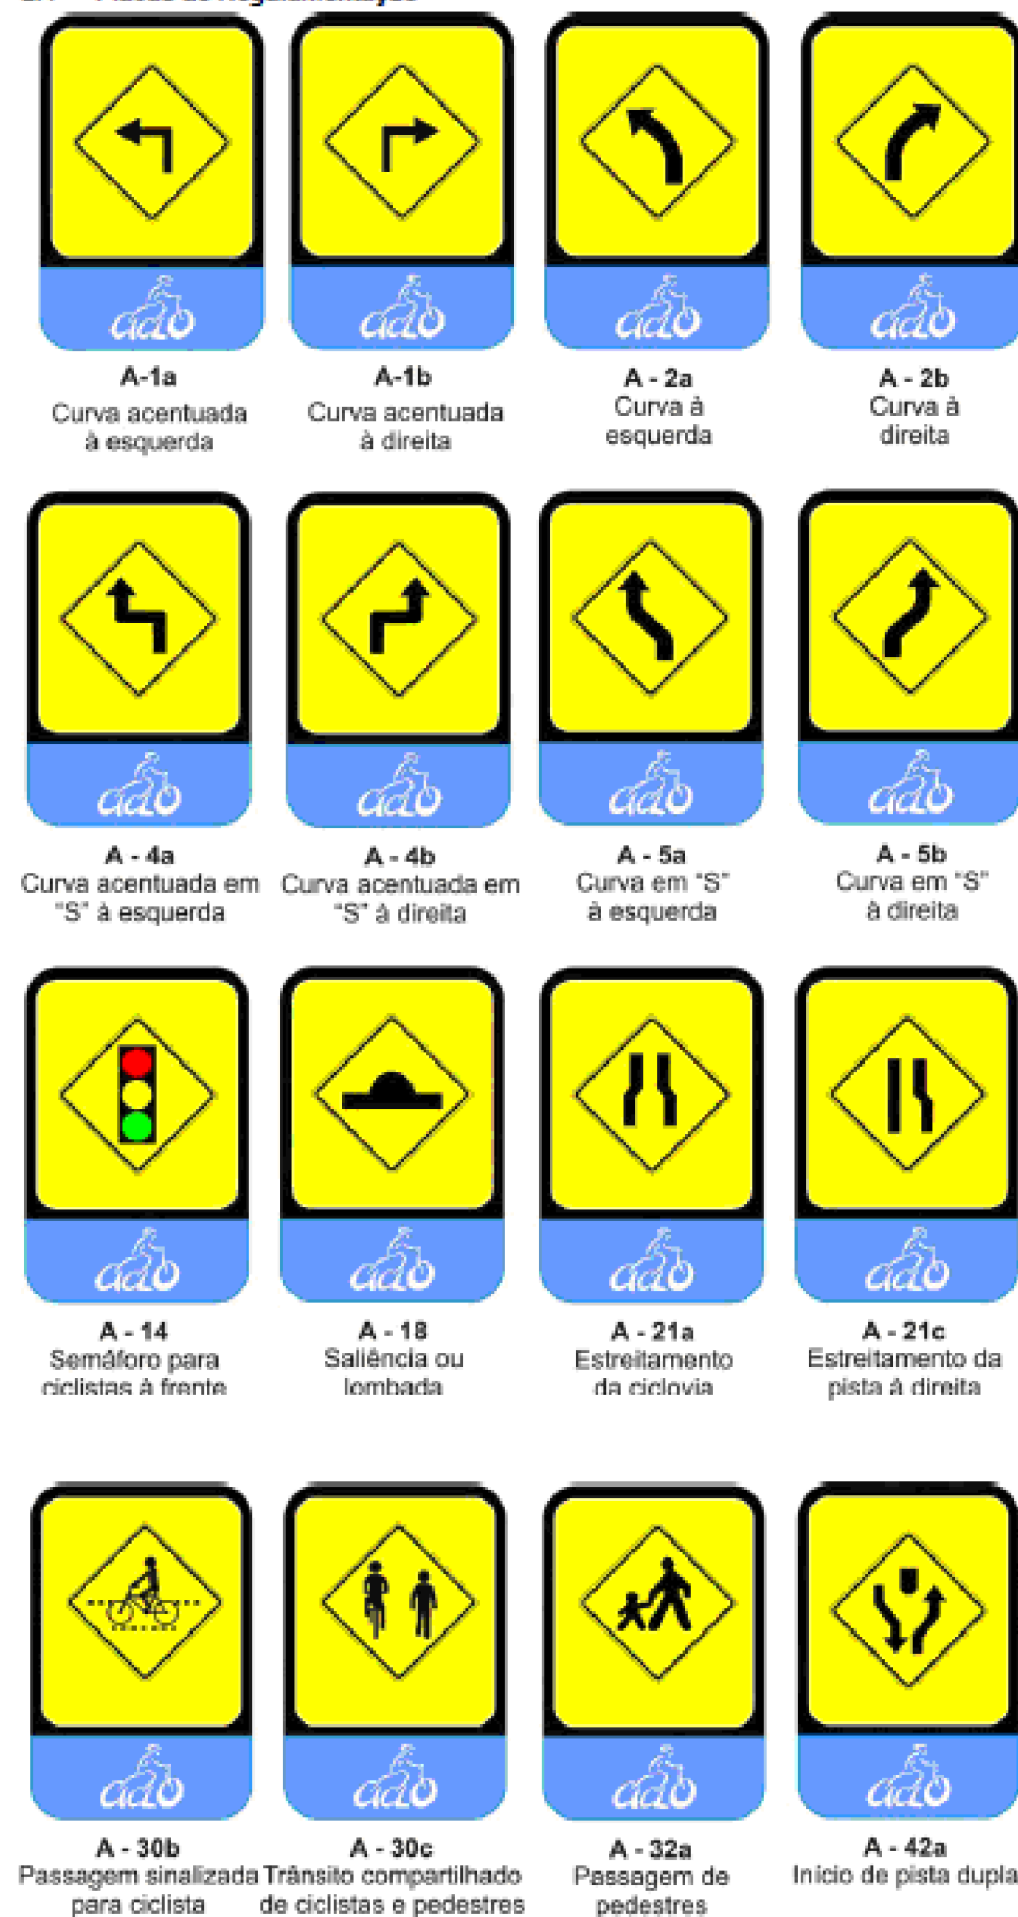 A-1a
Curva acentuada
à esquerda
A-1b
Curva acentuada
à direita
A - 2a
Curva à
esquerda
A - 2b
Curva à
direita
A - 4a
Curva acentuada em
“S” à esquerda
A - 4b
Curva acentuada em
“S” à direita
A - 5a
Curva em “S”
à esquerda
A - 5b
Curva em “S”
à direita
A - 14
Semáforo para
ciclistas à frente
A - 18
Saliência ou
lombada
A - 21a
Estreitamento
da ciclovia
A - 21c
Estreitamento da
pista à direita
A - 30b
Passagem sinalizada
para ciclista
A - 30c
Trânsito compartilhado
de ciclistas e pedestres
A - 32a
Passagem de
pedestres
A - 42a
Início de pista dupla